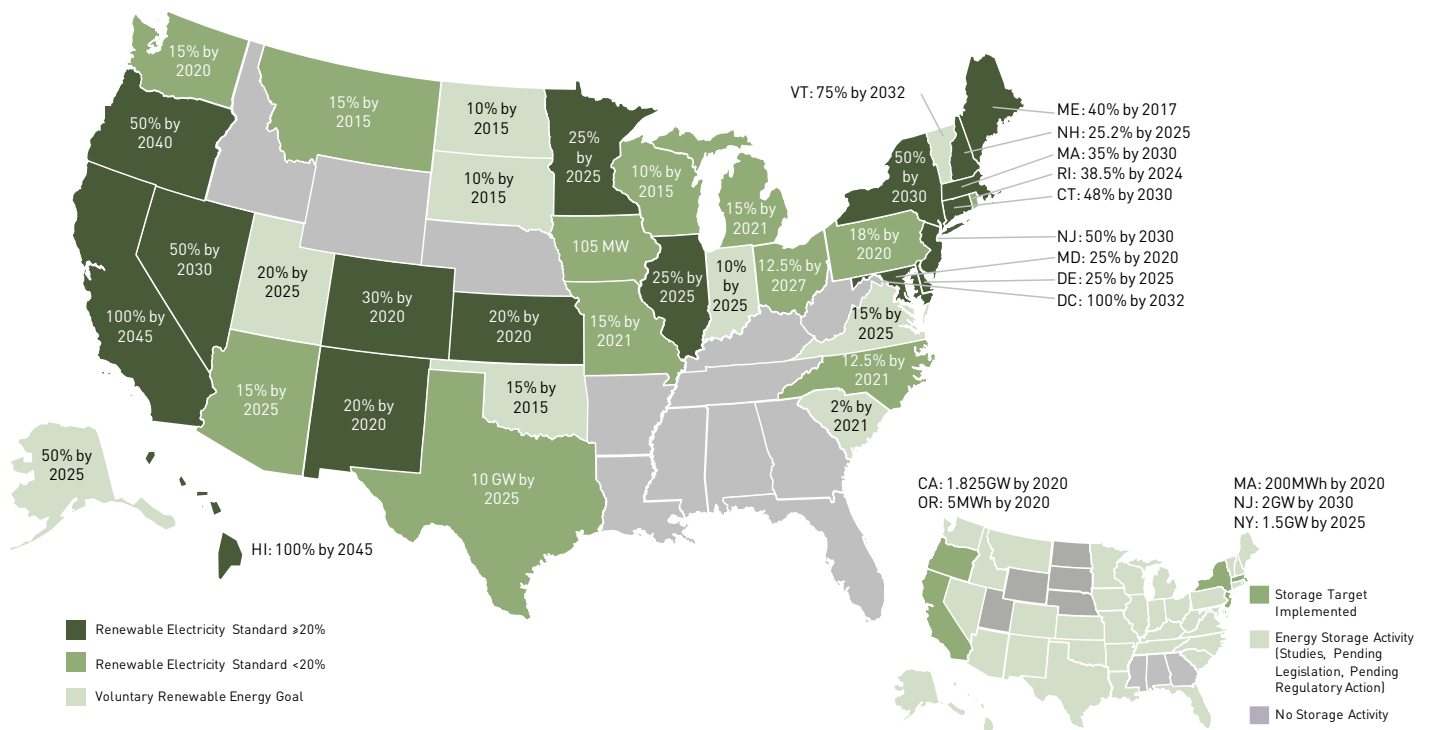 15% by
2020
50% by
2040
15% by
2015
10% by
2015
10% by
2015
25%
by
2025
10% by
2015
15% by
2021
VT: 75% by 2032
50%
by
2030
ME: 40% by 2017
NH: 25.2% by 2025
MA: 35% by 2030
RI: 38.5% by 2024
CT: 48% by 2030
NJ: 50% by 2030
MD: 25% by 2020
DE: 25% by 2025
DC: 100% by 2032
50% by
2030
20% by
2025
30% by
2020
20% by
2020
105 MW
25% by
2025
10%
by
2025
12.5% by
2027
18% by
2020
100% by
2045
15% by
2021
15% by
2025
12.5% by
2021
15% by
2025
20% by
2020
15% by
2015
2% by
2021
50% by
2025
10 GW by
2025
HI: 100% by 2045
Renewable Electricity Standard ≥20%
Renewable Electricity Standard <20%
Voluntary Renewable Energy Goal
CA: 1.825GW by 2020
OR: 5MWh by 2020
MA: 200MWh by 2020
NJ: 2GW by 2030
NY: 1.5GW by 2025
Storage Target
Implemented
Energy Storage Activity
(Studies, Pending
Legislation, Pending
Regulatory Action)
No Storage Activity